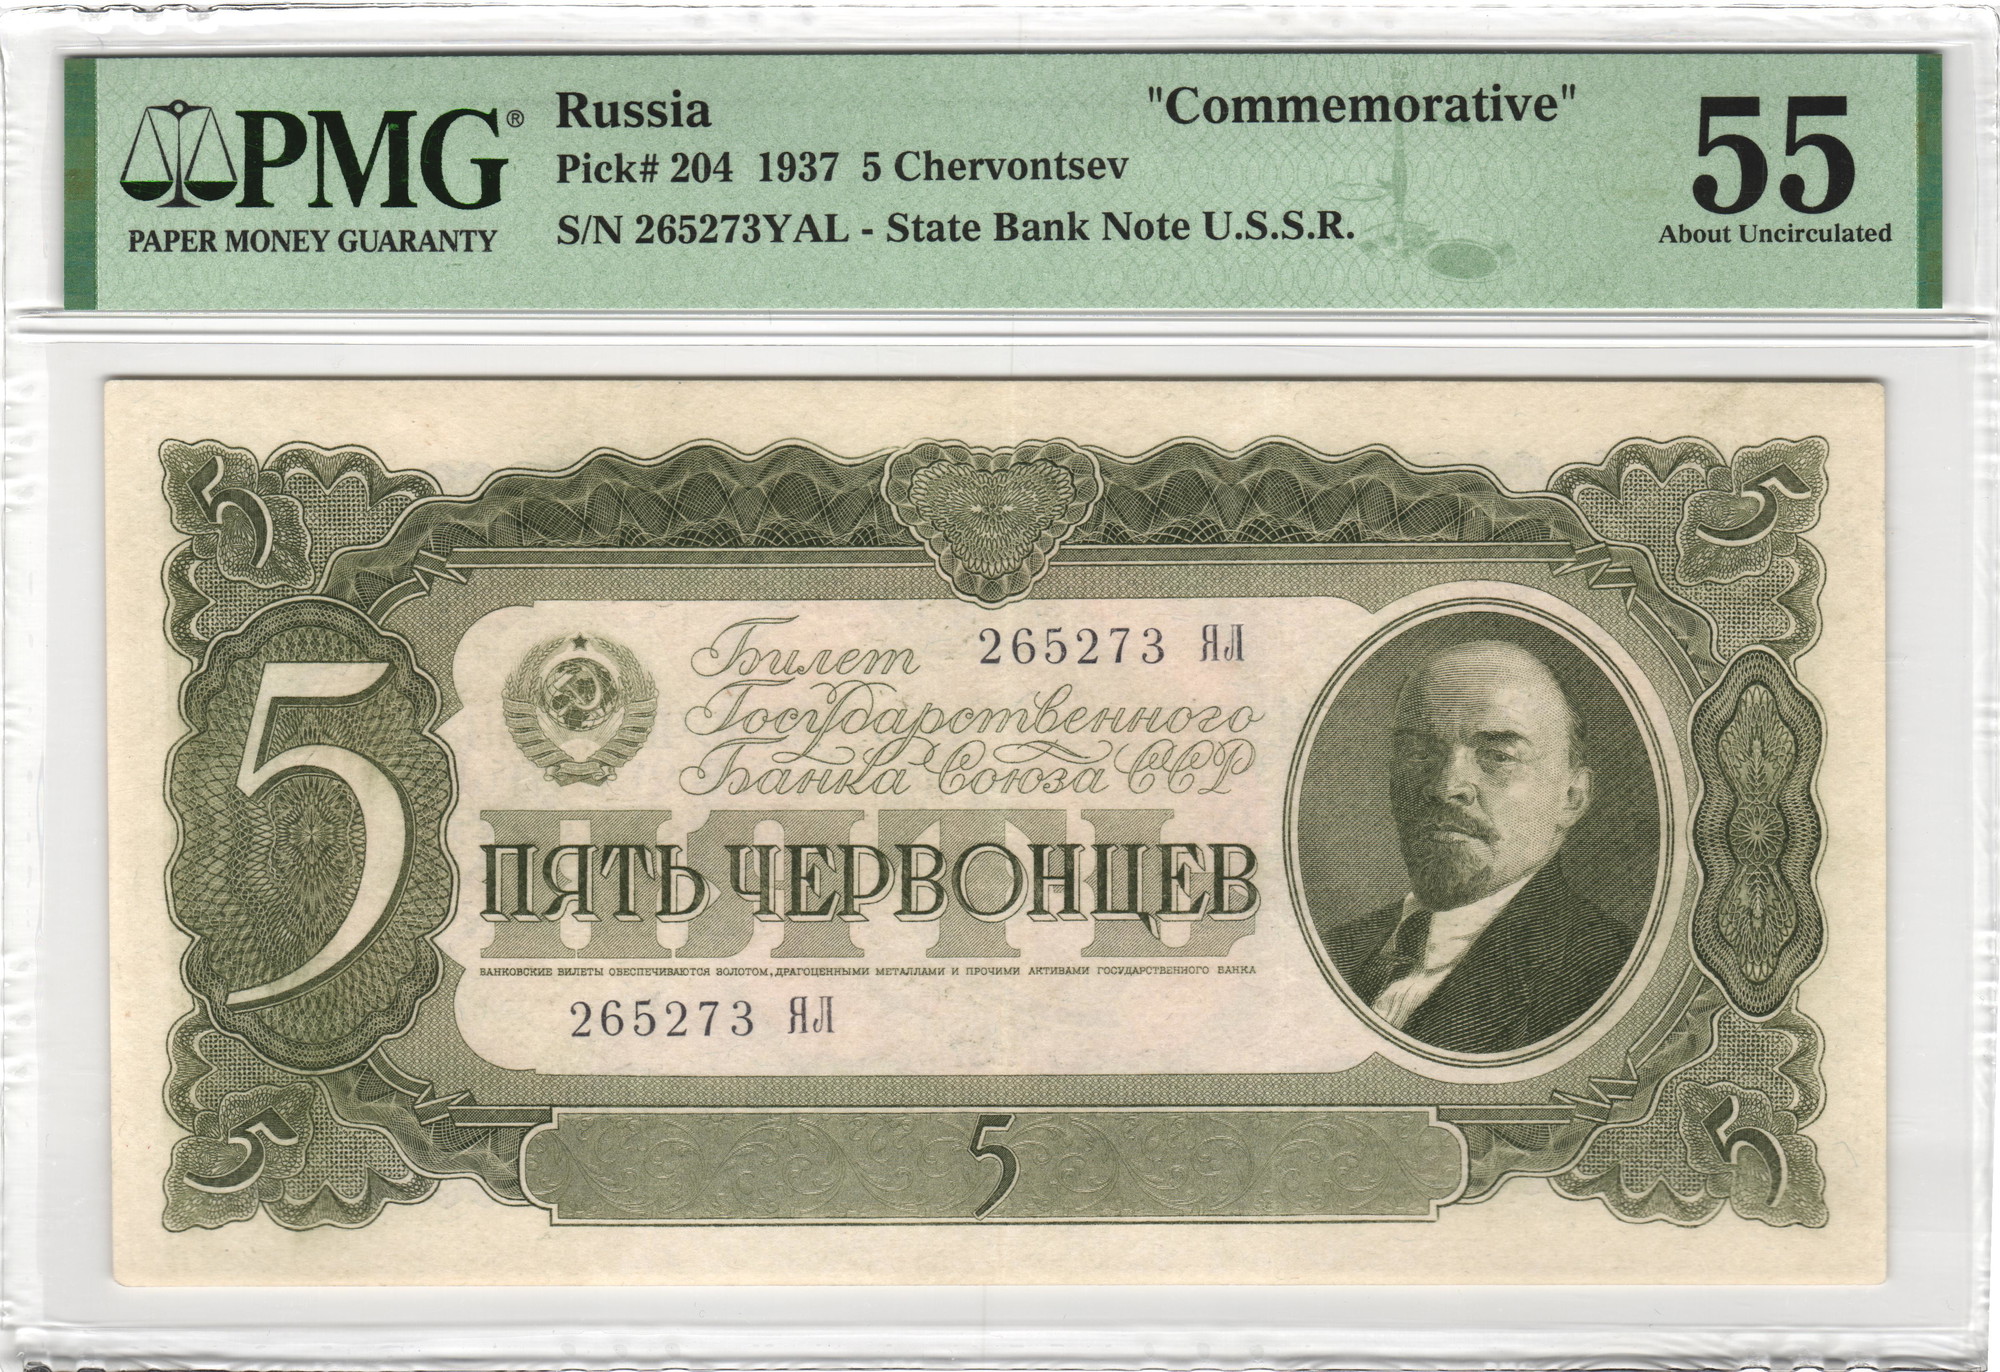 PMG®
PAPER MONEY GUARANTY
Russia
"Commemorative"
Pick# 204 1937 5 Chervontsev
S/N 265273YAL - State Bank Note U.S.S.R.
55
About Uncirculated
5
5
5
Билет 265273 ЯЛ
Государственного
Банка Союза ССР
ПЯТЬ
ПЯТЬ ЧЕРВОНЦЕВ
БАНКОВСКИЕ БИЛЕТЫ ОБЕСПЕЧИВАЮТСЯ ЗОЛОТОМ, ДРАГОЦЕННЫМИ МЕТАЛЛАМИ И ПРОЧИМИ АКТИВАМИ ГОСУДАРСТВЕННОГО БАНКА
265273 ЯЛ
5
5
5